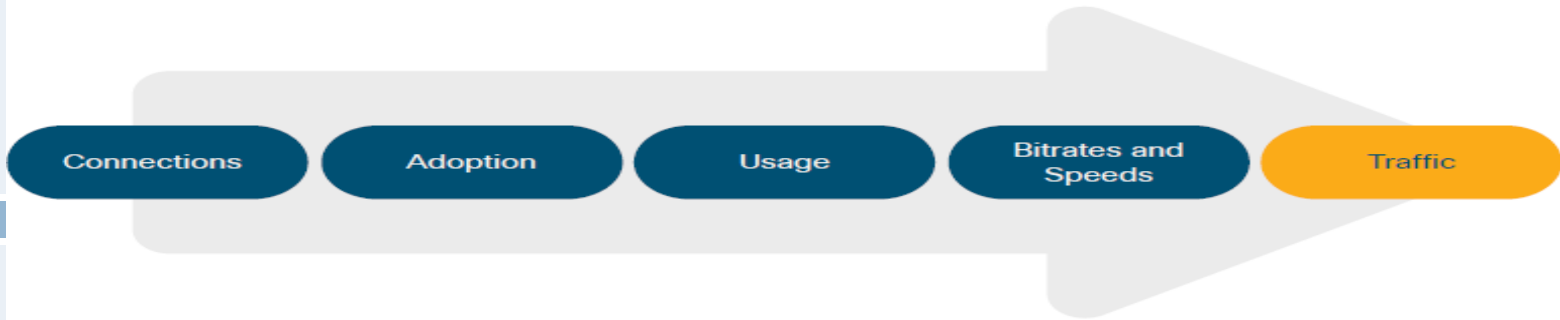 Connections
Adoption
Usage
Bitrates and
Speeds
Traffic